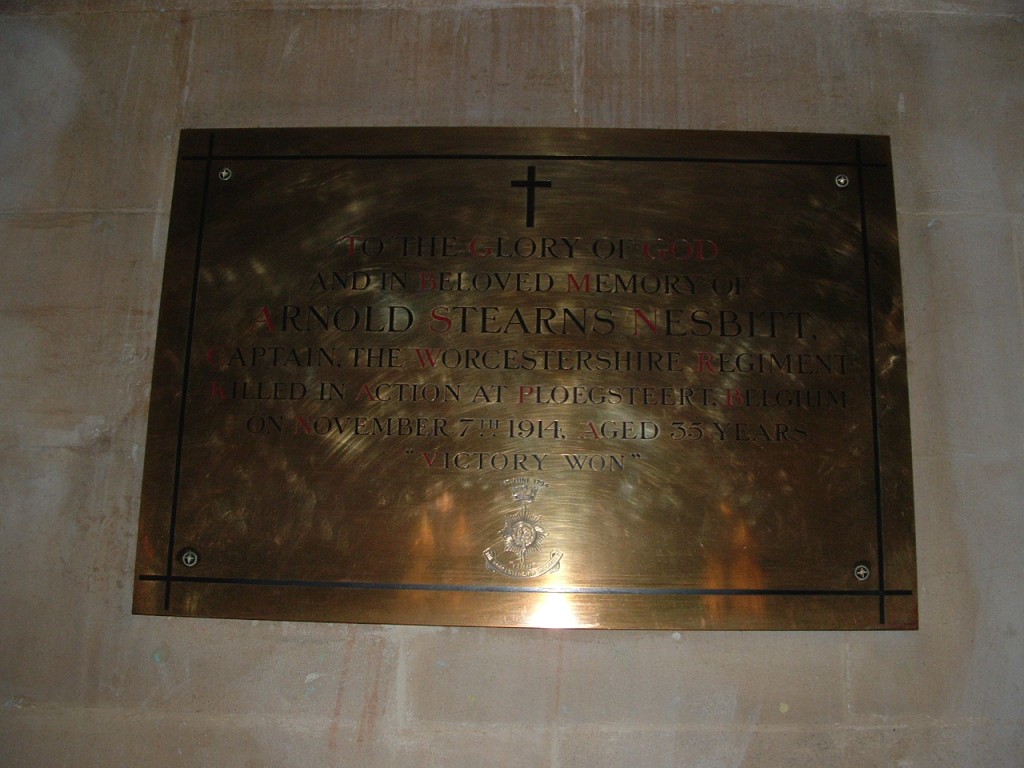 TO THE GLORY OF GOD
AND IN BELOVED MEMORY OF
ARNOLD STEARNS NESBITT,
CAPTAIN, THE WORCESTERSHIRE REGIMENT
KILLED IN ACTION AT PLOEGSTEERT, BELGIUM
ON NOVEMBER 7TH 1914, AGED 35 YEARS.
"VICTORY WON"